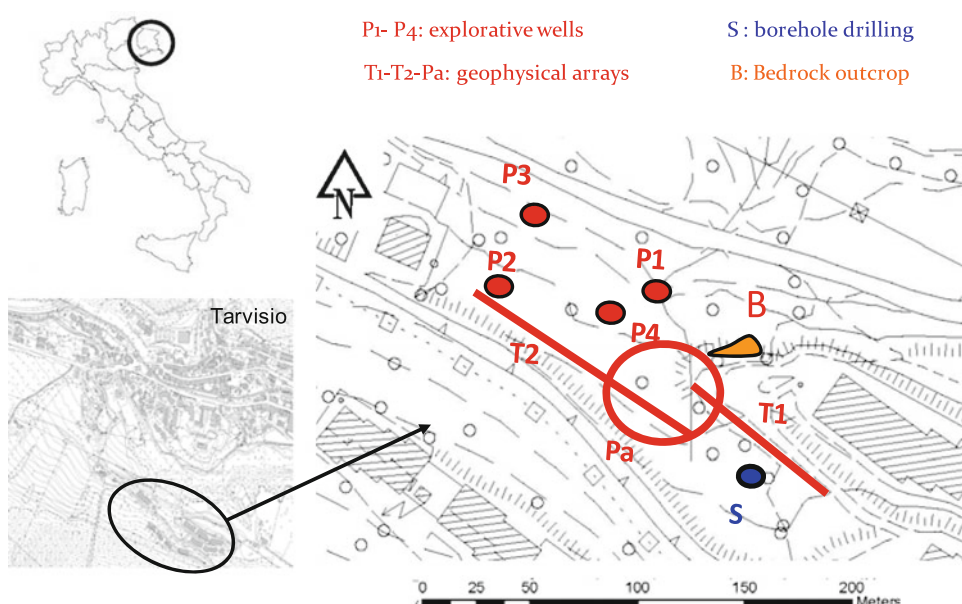 P1- P4: explorative wells
S : borehole drilling
T1-T2-Pa: geophysical arrays
B: Bedrock outcrop
P3
N
P2
P1
B
Tarvisio
P4
T2
T1
Pa
S
0 25 50 100 150 200
Meters